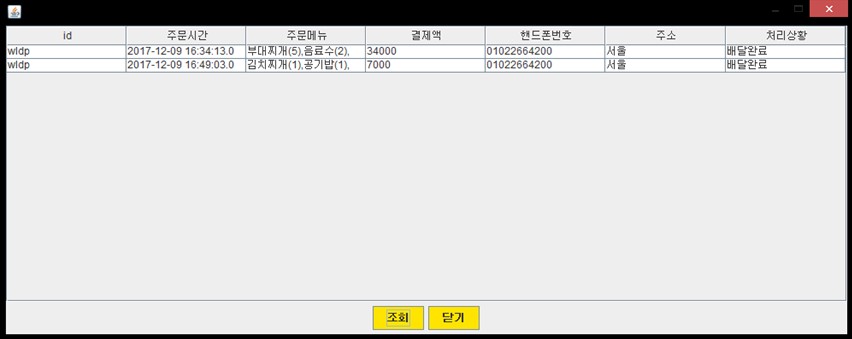 id 주문시간 주문메뉴 결제액 핸드폰번호 주소 처리상황
wldp 2017-12-09 16:34:13.0 부대찌개(5),음료수(2), 34000 01022664200 서울 배달완료
wldp 2017-12-09 16:49:03.0 김치찌개(1),공기밥(1), 7000 01022664200 서울 배달완료
조회 닫기